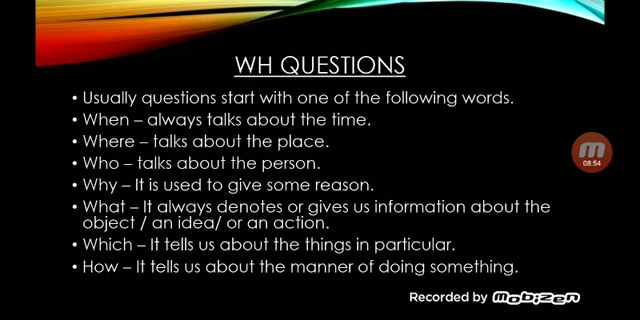 WH QUESTIONS
• Usually questions start with one of the following words.
• When – always talks about the time.
• Where – talks about the place.
• Who – talks about the person.
• Why – It is used to give some reason.
• What – It always denotes or gives us information about the
object / an idea/ or an action.
• Which – It tells us about the things in particular.
• How – It tells us about the manner of doing something.
m
08:54
Recorded by mobizen